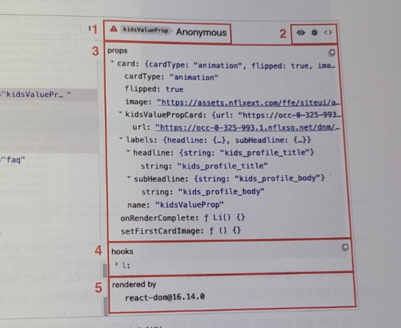 1 kidsValueProp Anonymous
2
3
props
card: {cardType: "animation", flipped: true, ima…
cardType: "animation"
flipped: true
image: "https://assets.nflxext.com/ffe/siteui/a…
kidsValuePropCard: {url: "https://occ-0-325-993…
url: "https://occ-0-325-993.1.nflxso.net/dnm/…
labels: {headline: {…}, subHeadline: {…}}
headline: {string: "kids_profile_title"}
string: "kids_profile_title"
subHeadline: {string: "kids_profile_body"}
string: "kids_profile_body"
name: "kidsValueProp"
onRenderComplete: ƒ Li() {}
setFirstCardImage: ƒ () {}
"kidsValuePr… "
"faq"
4
hooks
5
rendered by
react-dom@16.14.0